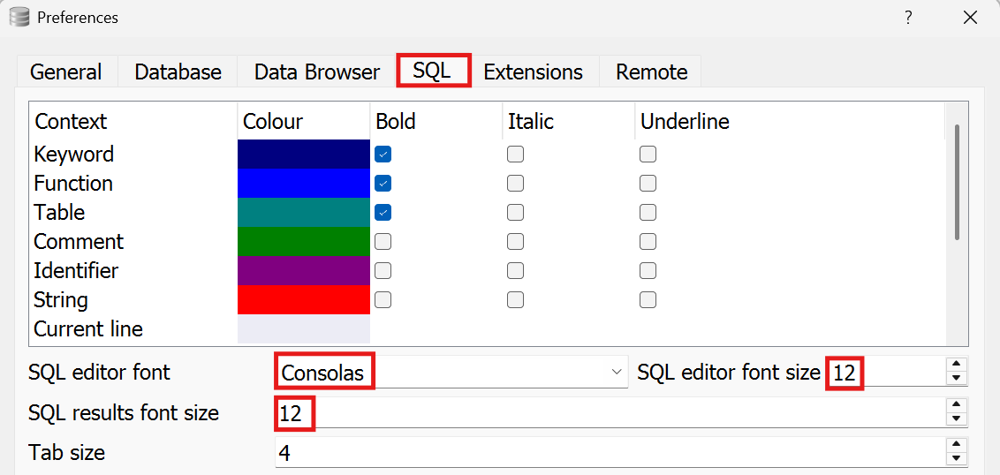 Preferences ?
General Database Data Browser SQL Extensions Remote
Context Colour Bold Italic Underline
Keyword
Function
Table
Comment
Identifier
String
Current line
SQL editor font Consolas SQL editor font size 12
SQL results font size 12
Tab size 4